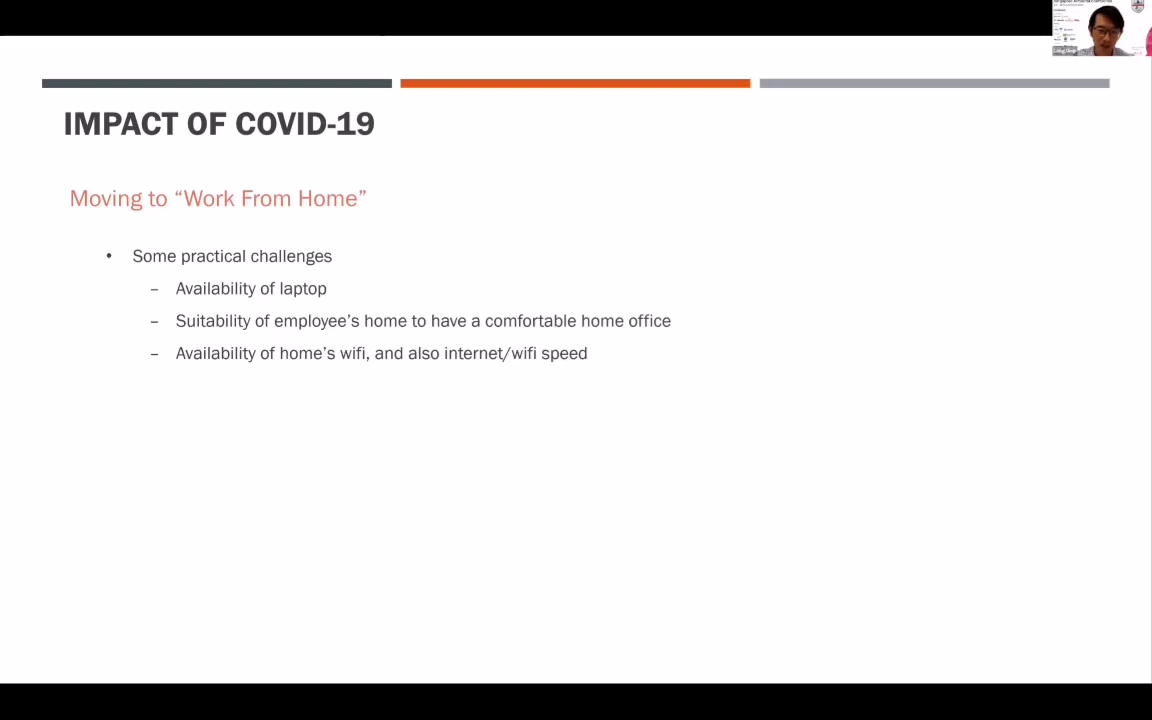 IMPACT OF COVID-19
Moving to “Work From Home”
• Some practical challenges
– Availability of laptop
– Suitability of employee’s home to have a comfortable home office
– Availability of home’s wifi, and also internet/wifi speed